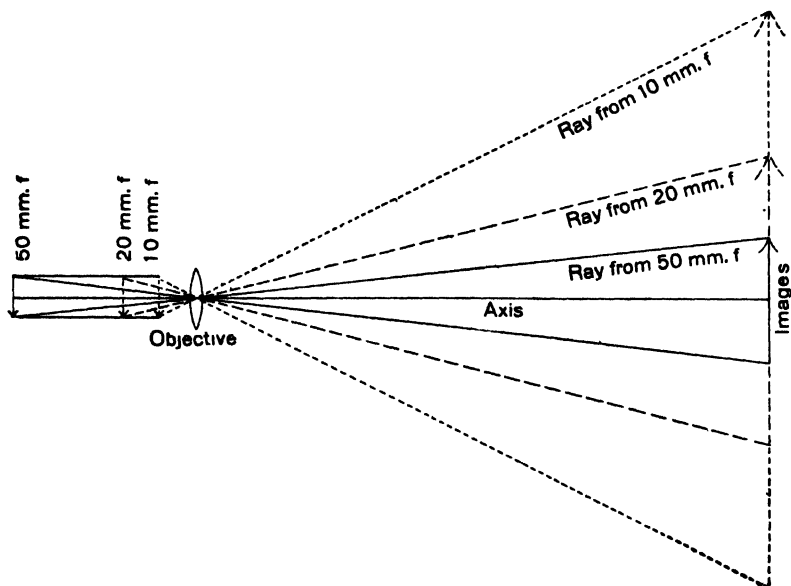 Ray from 10 mm. f
Ray from 20 mm. f
Ray from 50 mm. f
50 mm. f
20 mm. f
10 mm. f
Axis
Objective
Images